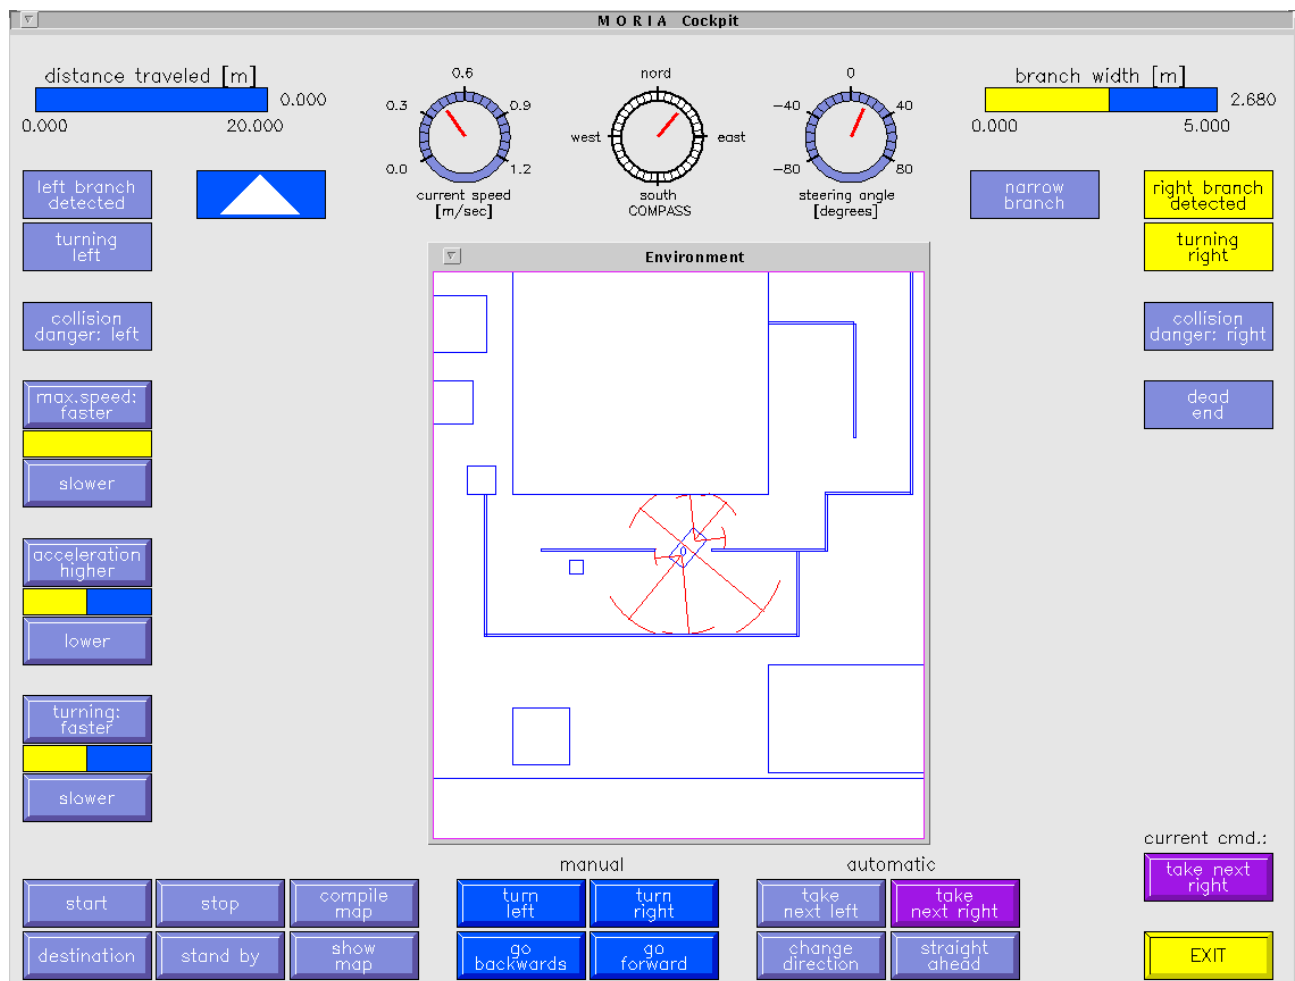 MORIA Cockpit
distance traveled [m]
0.000
0.000
20.000
0.6
0.3
0.9
0.0
1.2
current speed
[m/sec]
nord
west
east
south
COMPASS
0
-40
40
-80
80
steering angle
[degrees]
branch width [m]
2.680
0.000
5.000
left branch
detected
turning
left
narrow
branch
right branch
detected
turning
right
collision
danger: left
collision
danger: right
max.speed:
faster
slower
dead
end
acceleration
higher
lower
turning:
faster
slower
Environment
0
manual
automatic
current cmd.:
take next
right
start
stop
compile
map
turn
left
turn
right
take
next left
take
next right
destination
stand by
show
map
go
backwards
go
forward
change
direction
straight
ahead
EXIT